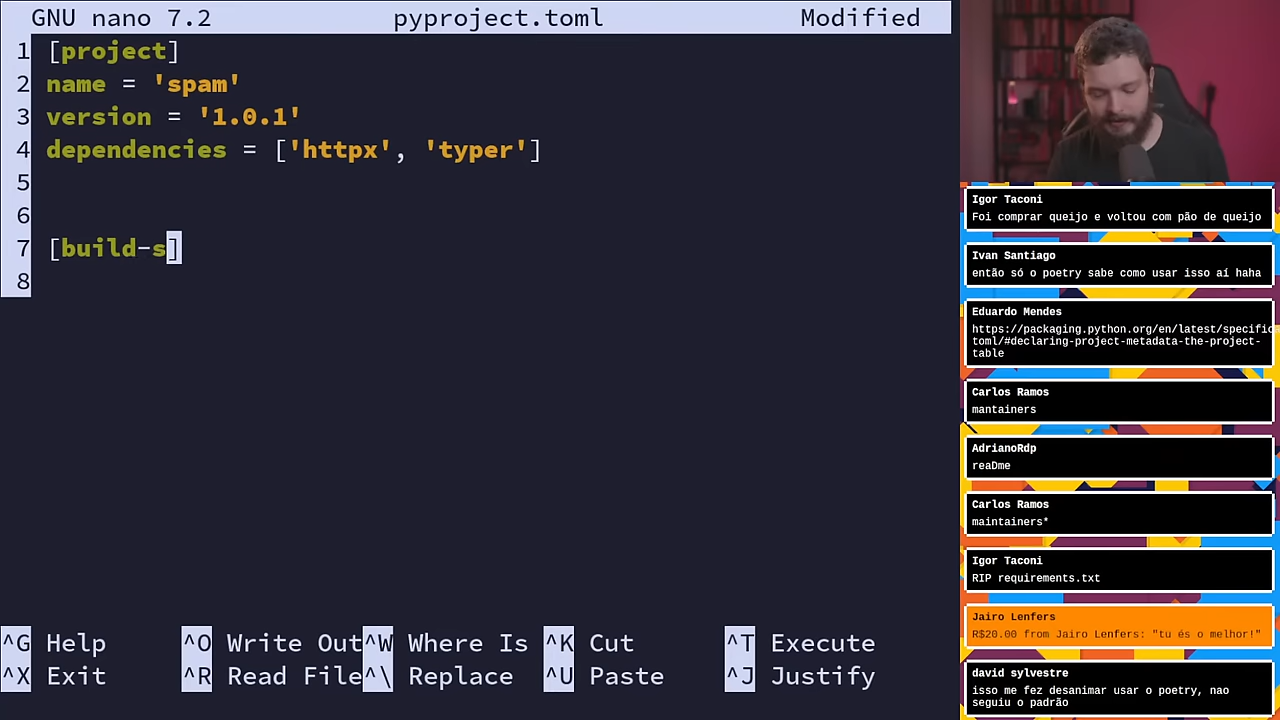 GNU nano 7.2 pyproject.toml Modified
1 [project]
2 name = 'spam'
3 version = '1.0.1'
4 dependencies = ['httpx', 'typer']
5
6
7 [build-s]
8
^G Help ^O Write Out ^W Where Is ^K Cut ^T Execute
^X Exit ^R Read File ^\ Replace ^U Paste ^J Justify
Igor Taconi
Foi comprar queijo e voltou com pão de queijo
Ivan Santiago
então só o poetry sabe como usar isso aí haha
Eduardo Mendes
https://packaging.python.org/en/latest/specific
toml/#declaring-project-metadata-the-project-
table
Carlos Ramos
mantainers
AdrianoRdp
reaDme
Carlos Ramos
maintainers*
Igor Taconi
RIP requirements.txt
Jairo Lenfers
R$20.00 from Jairo Lenfers: "tu és o melhor!"
david sylvestre
isso me fez desanimar usar o poetry, nao
seguiu o padrão